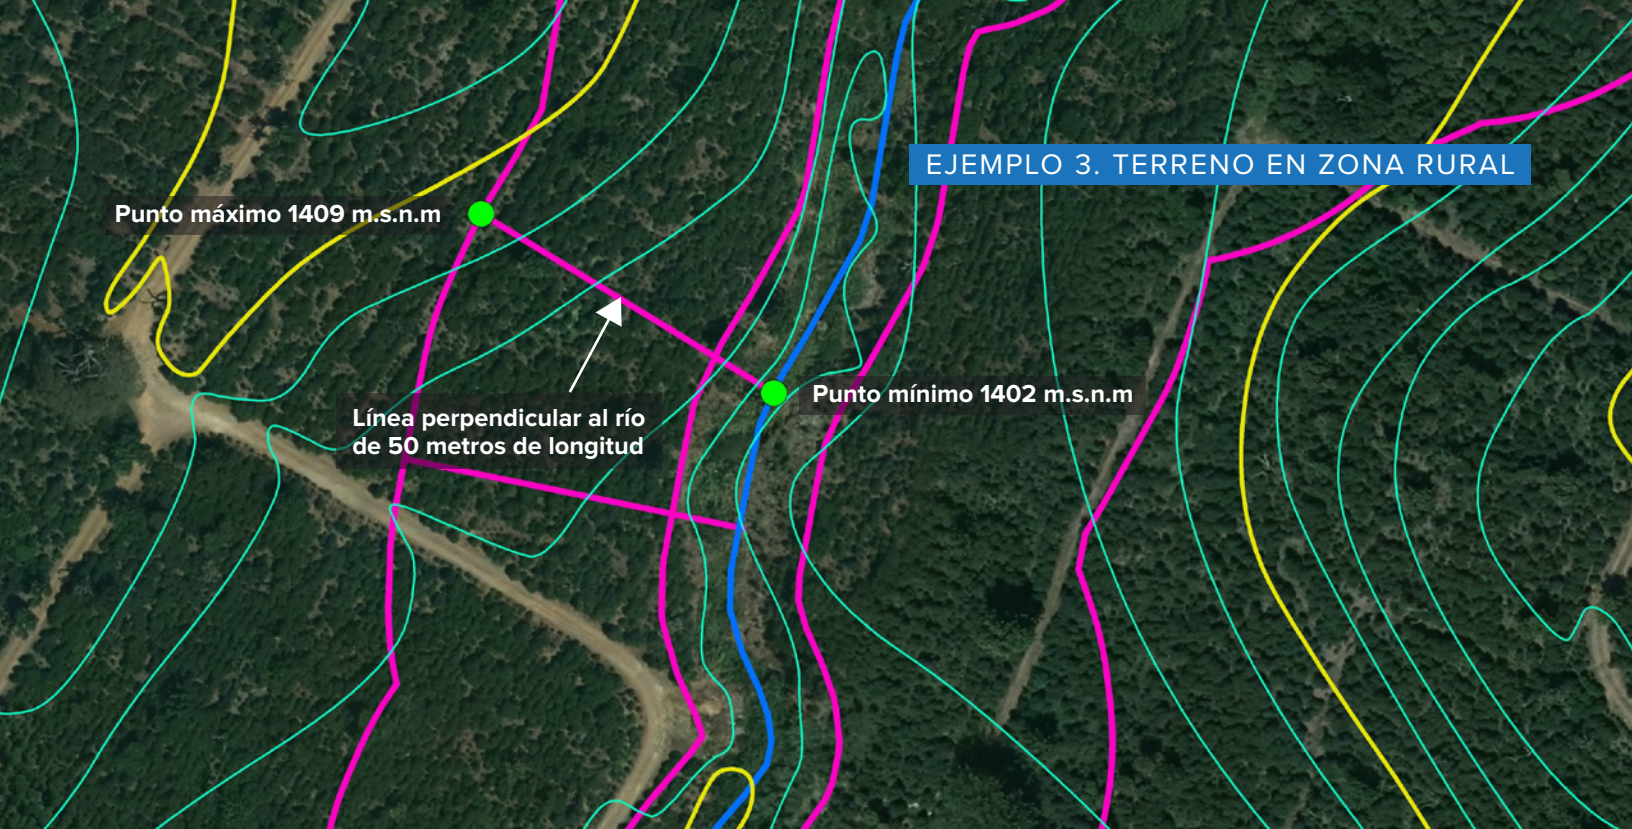 EJEMPLO 3. TERRENO EN ZONA RURAL
Punto máximo 1409 m.s.n.m
Punto mínimo 1402 m.s.n.m
Línea perpendicular al río
de 50 metros de longitud